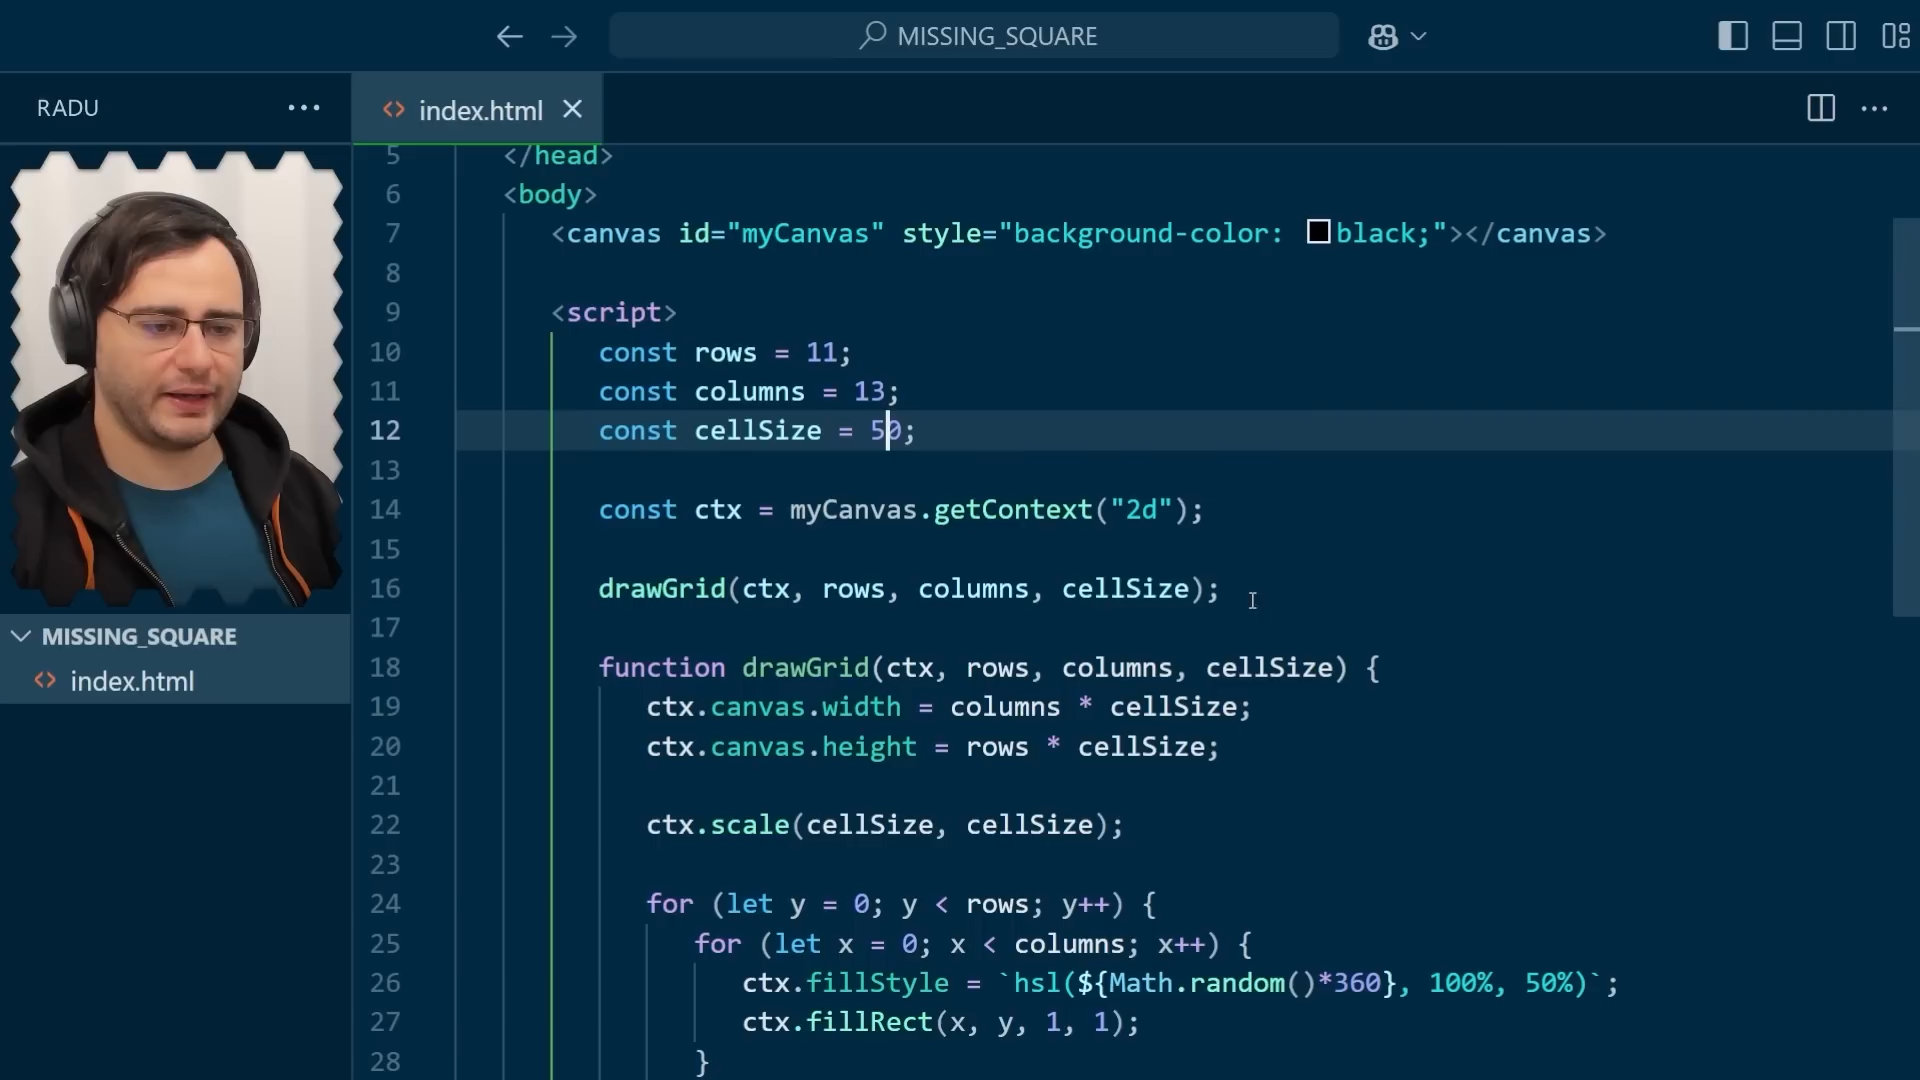 MISSING_SQUARE
RADU
index.html
5 </head>
6 <body>
7 <canvas id="myCanvas" style="background-color: black;"></canvas>
8
9 <script>
10 const rows = 11;
11 const columns = 13;
12 const cellSize = 50;
13
14 const ctx = myCanvas.getContext("2d");
15
16 drawGrid(ctx, rows, columns, cellSize);
17
18 function drawGrid(ctx, rows, columns, cellSize) {
19 ctx.canvas.width = columns * cellSize;
20 ctx.canvas.height = rows * cellSize;
21
22 ctx.scale(cellSize, cellSize);
23
24 for (let y = 0; y < rows; y++) {
25 for (let x = 0; x < columns; x++) {
26 ctx.fillStyle = `hsl(${Math.random()*360}, 100%, 50%)`;
27 ctx.fillRect(x, y, 1, 1);
28 }
MISSING_SQUARE
index.html